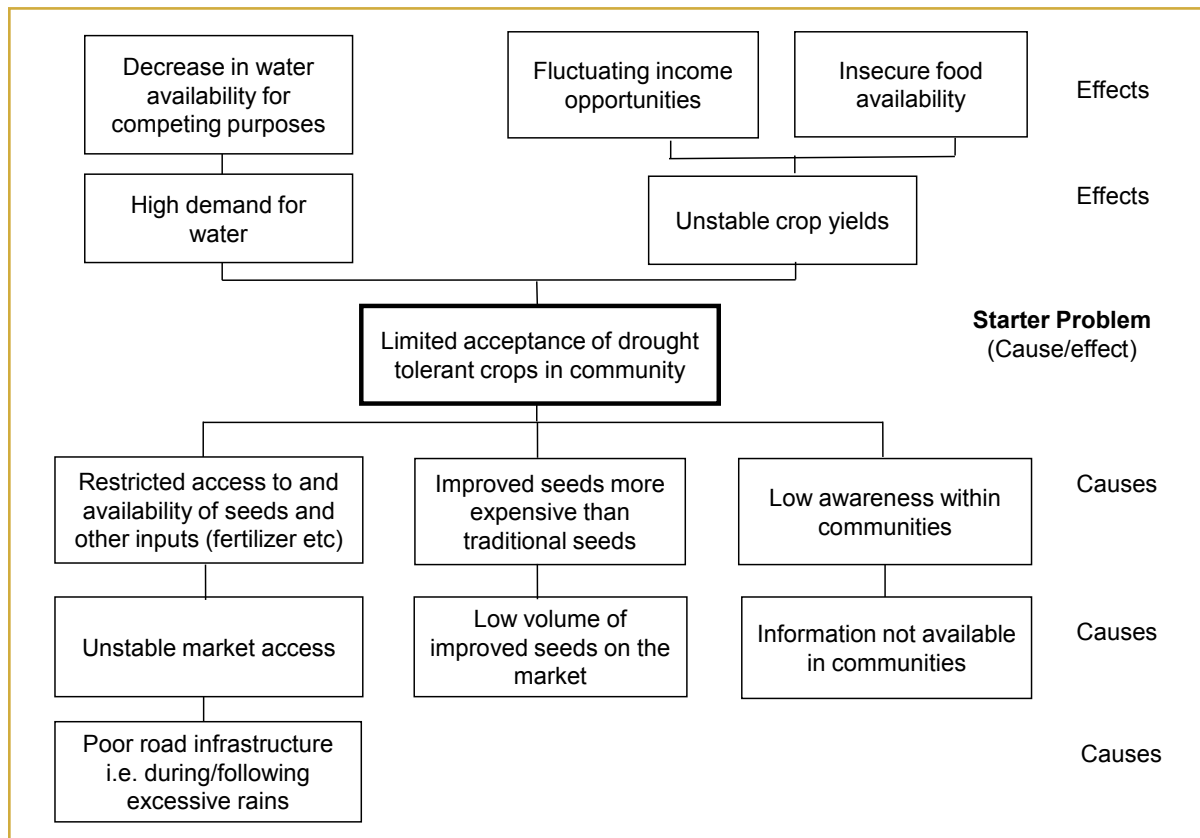 Decrease in water
availability for
competing purposes
Fluctuating income
opportunities
Insecure food
availability
Effects
High demand for
water
Unstable crop yields
Effects
Limited acceptance of drought
tolerant crops in community
Starter Problem
(Cause/effect)
Restricted access to and
availability of seeds and
other inputs (fertilizer etc)
Improved seeds more
expensive than
traditional seeds
Low awareness within
communities
Causes
Unstable market access
Low volume of
improved seeds on the
market
Information not available
in communities
Causes
Poor road infrastructure
i.e. during/following
excessive rains
Causes